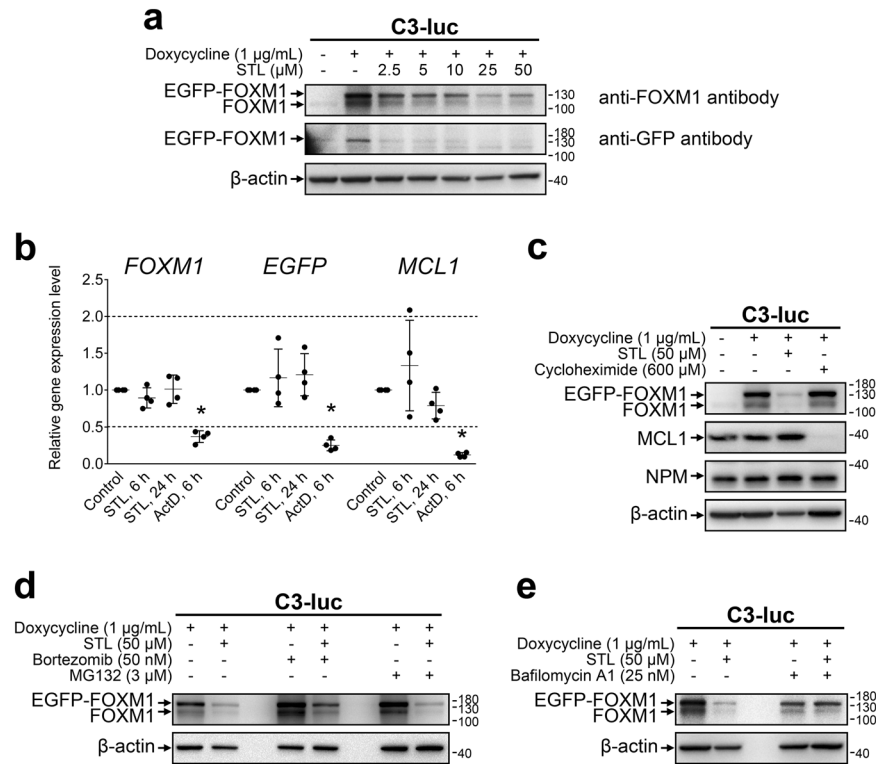 a
C3-luc
Doxycycline (1 µg/mL) - + + + + + +
STL (µM) - - 2.5 5 10 25 50
EGFP-FOXM1
FOXM1
-130
-100
anti-FOXM1 antibody
EGFP-FOXM1
-180
-130
-100
anti-GFP antibody
β-actin
-40
b
FOXM1 EGFP MCL1
Relative gene expression level
2.5
2.0
1.5
1.0
0.5
0.0
* * *
Control STL, 6 h STL, 24 h ActD, 6 h Control STL, 6 h STL, 24 h ActD, 6 h Control STL, 6 h STL, 24 h ActD, 6 h
c
C3-luc
Doxycycline (1 µg/mL) - + + +
STL (50 µM) - - + -
Cycloheximide (600 µM) - - - +
EGFP-FOXM1
FOXM1
-180
-130
-100
MCL1
-40
NPM
-40
β-actin
-40
d
C3-luc
Doxycycline (1 µg/mL) + + + + + +
STL (50 µM) - + - + - +
Bortezomib (50 nM) - - + + - -
MG132 (3 µM) - - - - + +
EGFP-FOXM1
FOXM1
-180
-130
-100
β-actin
-40
e
C3-luc
Doxycycline (1 µg/mL) + + + +
STL (50 µM) - + - +
Bafilomycin A1 (25 nM) - - + +
EGFP-FOXM1
FOXM1
-180
-130
-100
β-actin
-40